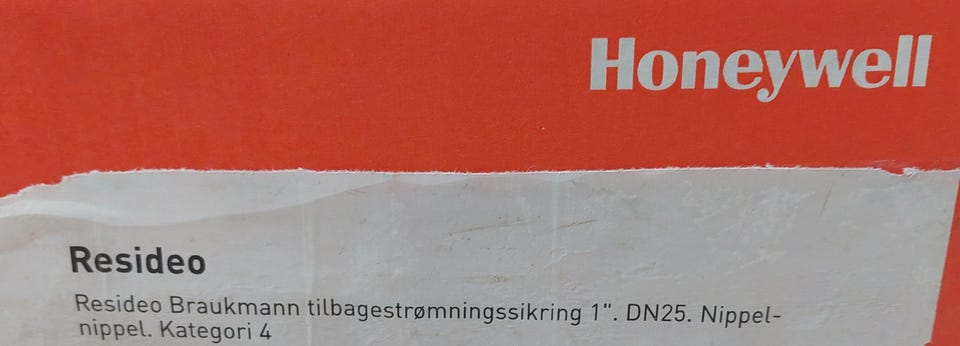 Honeywell
Resideo
Resideo Braukmann tilbagestrømningssikring 1". DN25. Nippel-
nippel. Kategori 4